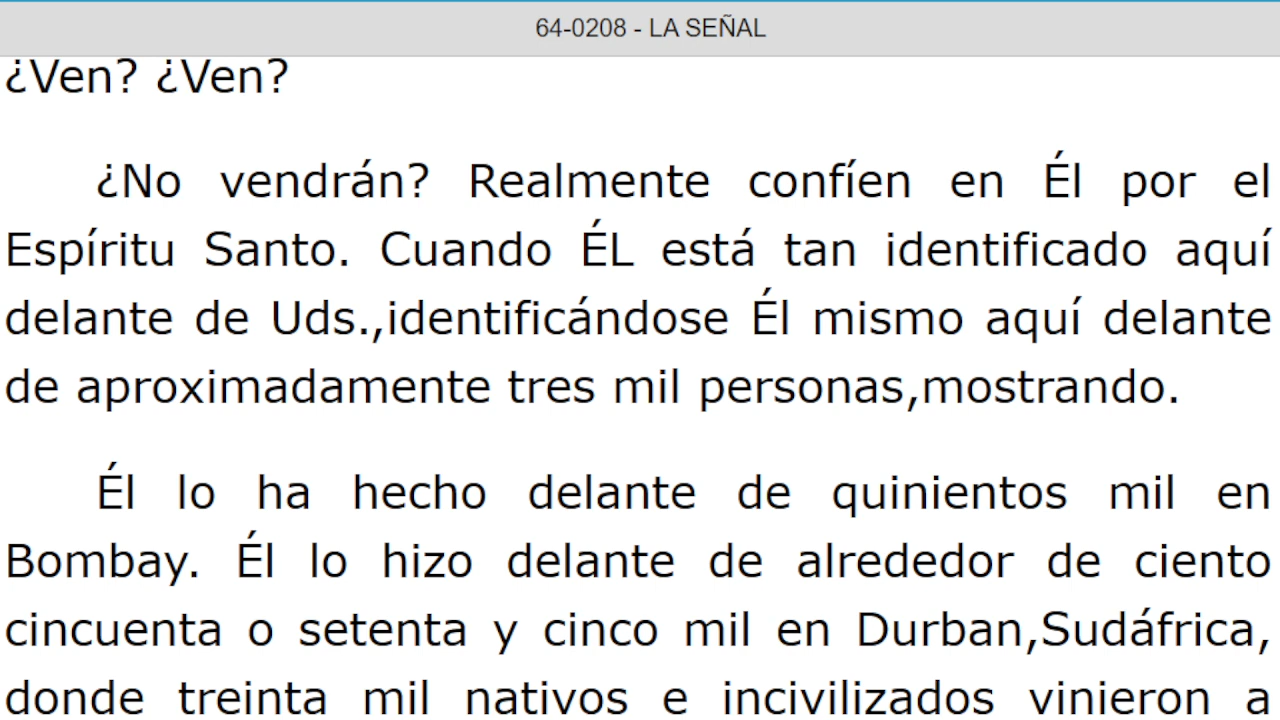 64-0208 - LA SEÑAL
¿Ven? ¿Ven?
¿No vendrán? Realmente confíen en Él por el
Espíritu Santo. Cuando ÉL está tan identificado aquí
delante de Uds.,identificándose Él mismo aquí delante
de aproximadamente tres mil personas,mostrando.
Él lo ha hecho delante de quinientos mil en
Bombay. Él lo hizo delante de alrededor de ciento
cincuenta o setenta y cinco mil en Durban,Sudáfrica,
donde treinta mil nativos e incivilizados vinieron a